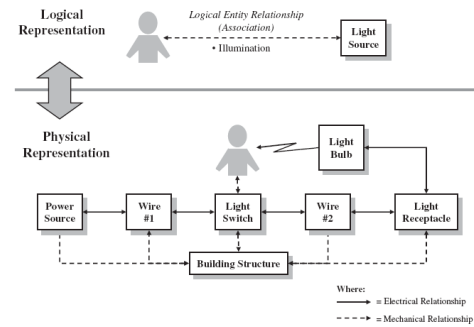 Logical
Representation
Logical Entity Relationship
(Association)
• Illumination
Light
Source
Physical
Representation
Light
Bulb
Power
Source
Wire
#1
Light
Switch
Wire
#2
Light
Receptacle
Building Structure
Where:
= Electrical Relationship
= Mechanical Relationship